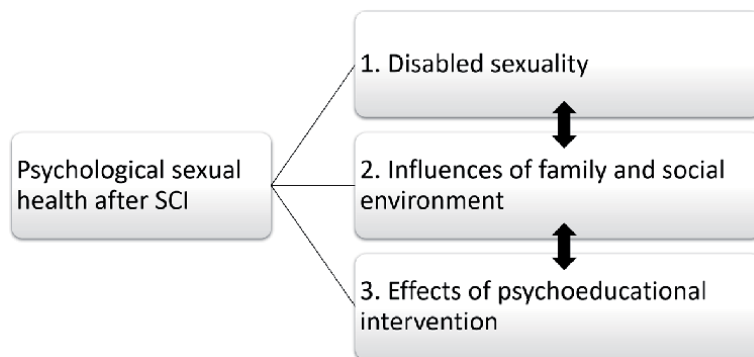 1. Disabled sexuality
Psychological sexual
health after SCI
2. Influences of family and social
environment
3. Effects of psychoeducational
intervention